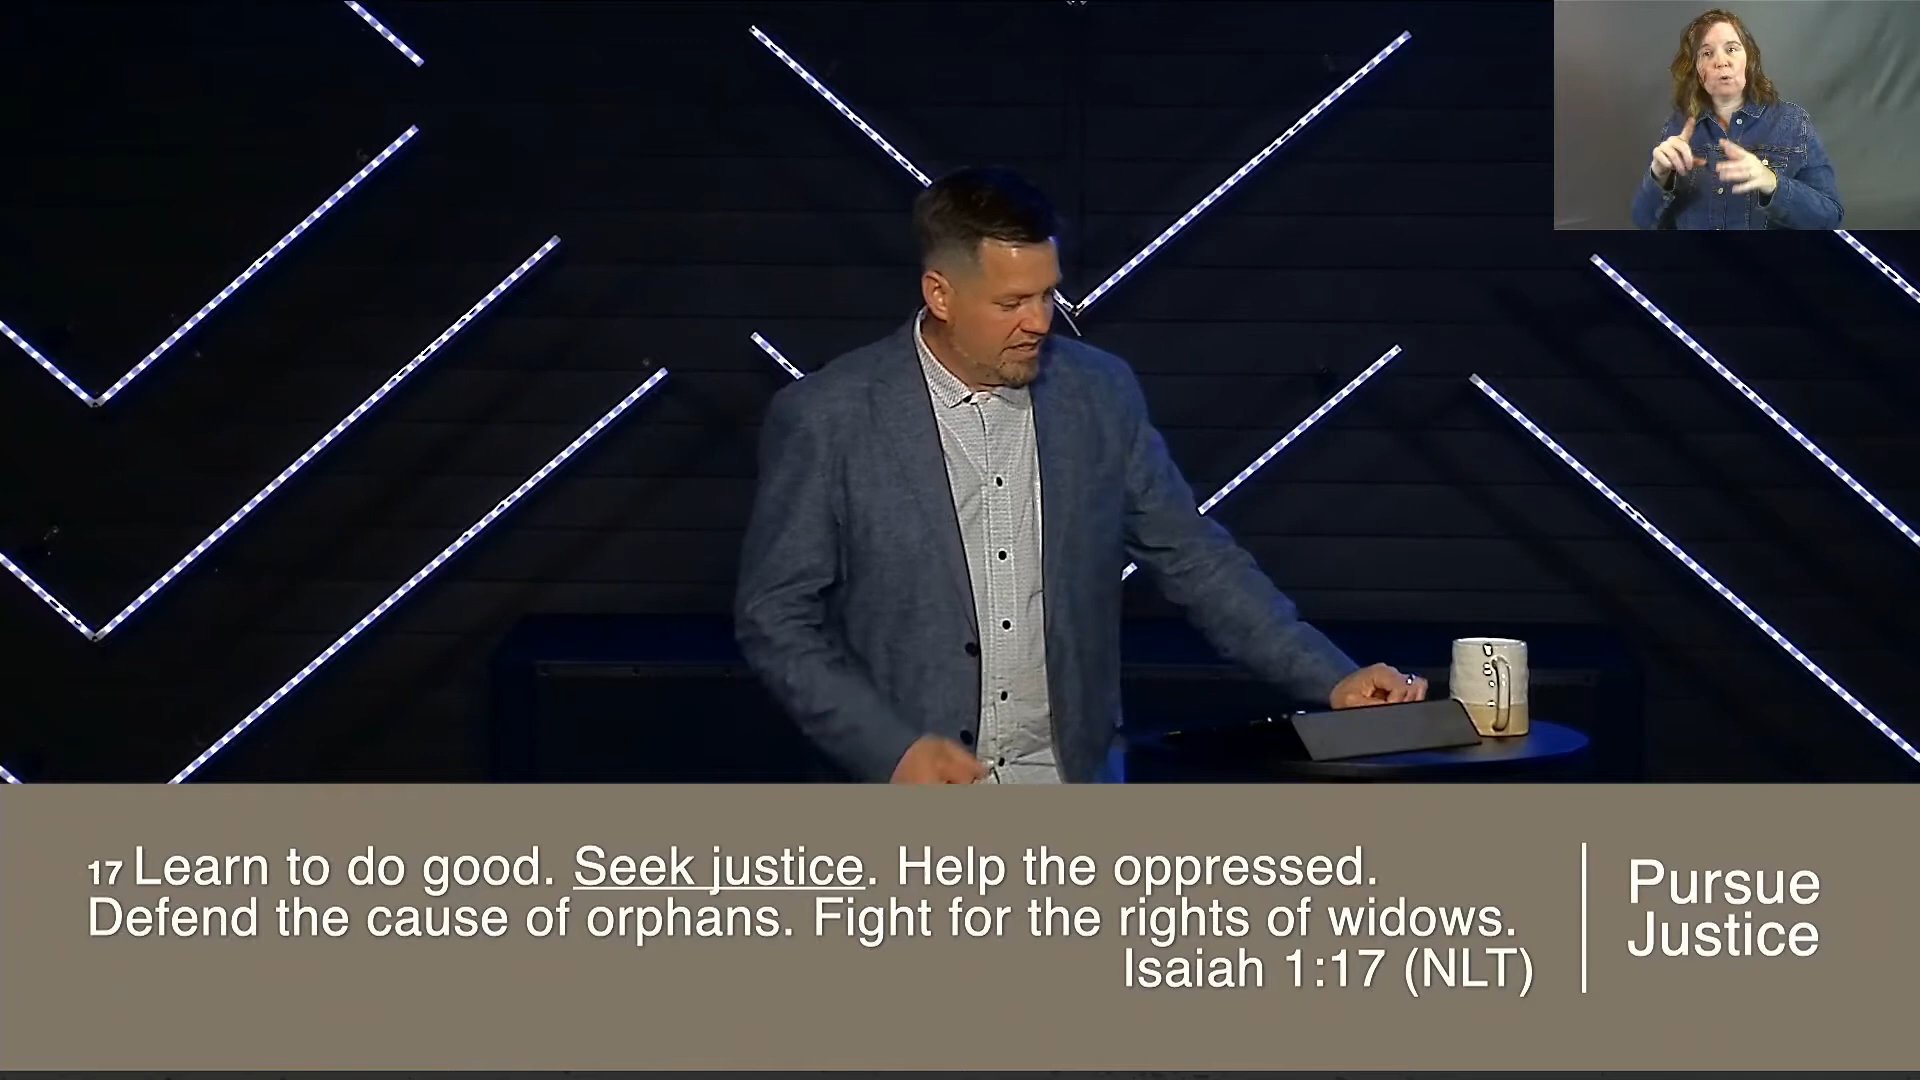 17 Learn to do good. Seek justice. Help the oppressed.
Defend the cause of orphans. Fight for the rights of widows.
Isaiah 1:17 (NLT)
Pursue
Justice